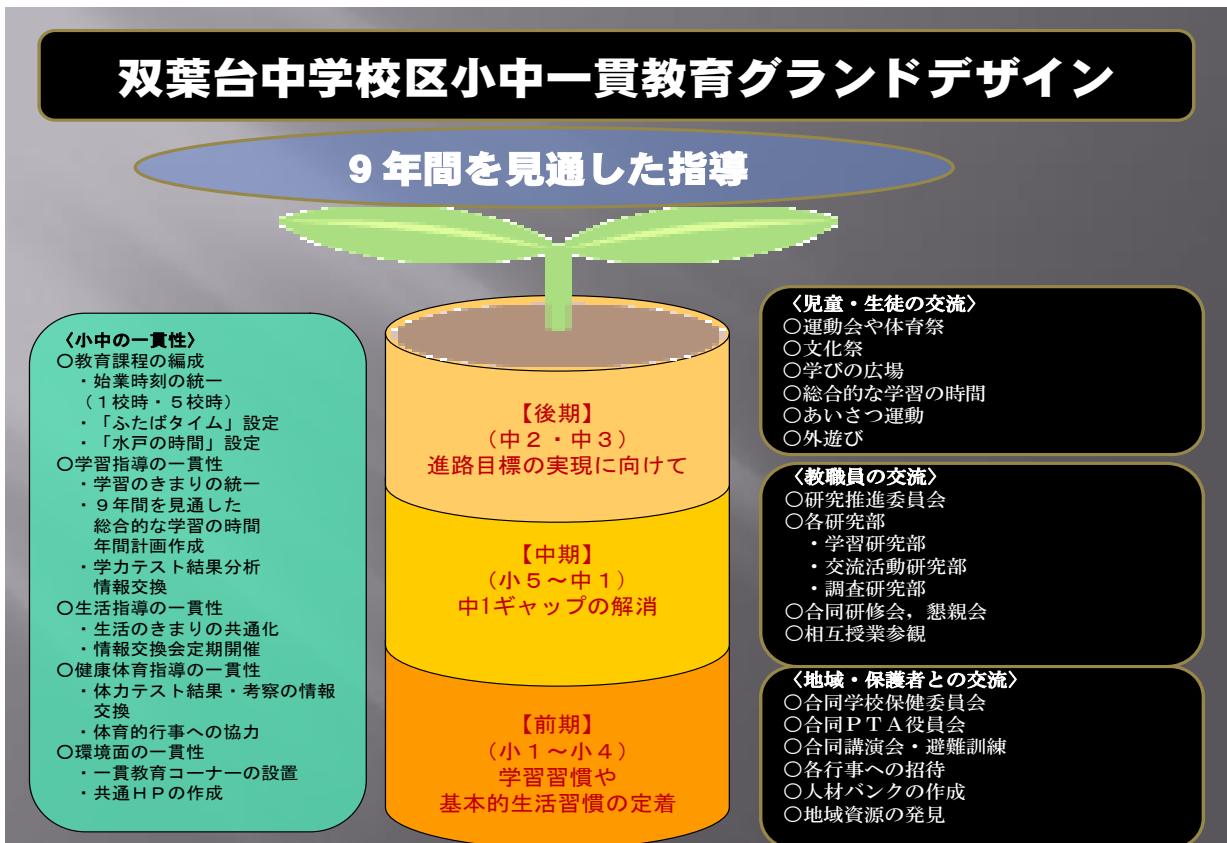 双葉台中学校区小中一貫教育グランドデザイン
９年間を見通した指導
〈小中の一貫性〉
○教育課程の編成
・始業時刻の統一
（１校時・５校時）
・「ふたばタイム」設定
・「水戸の時間」設定
○学習指導の一貫性
・学習のきまりの統一
・９年間を見通した
総合的な学習の時間
年間計画作成
・学力テスト結果分析
情報交換
○生活指導の一貫性
・生活のきまりの共通化
・情報交換会定期開催
○健康体育指導の一貫性
・体力テスト結果・考察の情報
交換
・体育的行事への協力
○環境面の一貫性
・一貫教育コーナーの設置
・共通ＨＰの作成
【後期】
（中２・中３）
進路目標の実現に向けて
【中期】
（小５～中１）
中1ギャップの解消
【前期】
（小１～小４）
学習習慣や
基本的生活習慣の定着
〈児童・生徒の交流〉
○運動会や体育祭
○文化祭
○学びの広場
○総合的な学習の時間
○あいさつ運動
○外遊び
〈教職員の交流〉
○研究推進委員会
○各研究部
・学習研究部
・交流活動研究部
・調査研究部
○合同研修会，懇親会
○相互授業参観
〈地域・保護者との交流〉
○合同学校保健委員会
○合同ＰＴＡ役員会
○合同講演会・避難訓練
○各行事への招待
○人材バンクの作成
○地域資源の発見